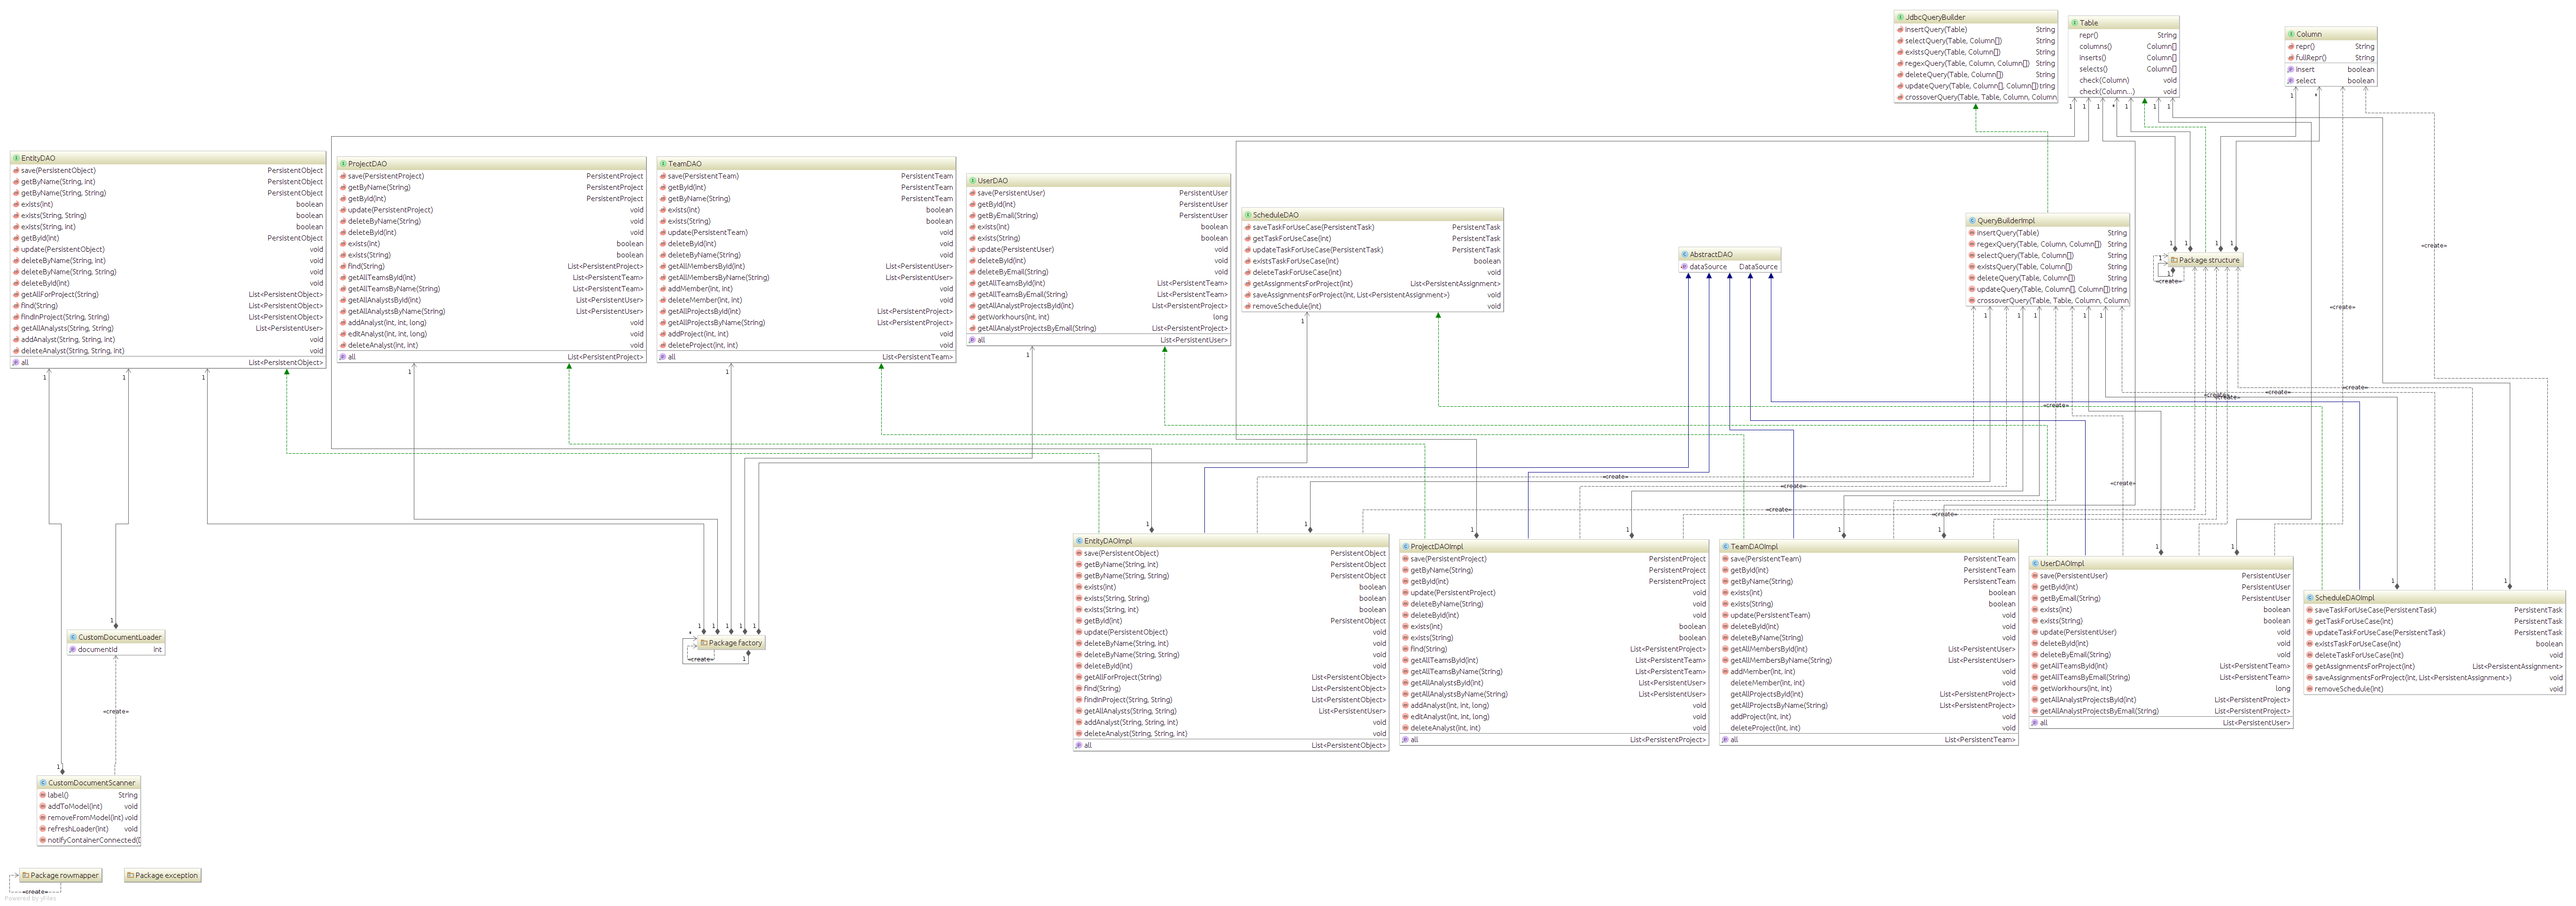 JdbcQueryBuilder
insertQuery(Table) String
selectQuery(Table, Column[]) String
existsQuery(Table, Column[]) String
regexQuery(Table, Column, Column[]) String
deleteQuery(Table, Column[]) String
updateQuery(Table, Column[], Column[]) tring
crossoverQuery(Table, Table, Column, Column
Table
repr() String
columns() Column[]
inserts() Column[]
selects() Column[]
check(Column) void
check(Column...) void
Column
repr() String
fullRepr() String
insert boolean
select boolean
EntityDAO
save(PersistentObject) PersistentObject
getByName(String, int) PersistentObject
getByName(String, String) PersistentObject
exists(int) boolean
exists(String, String) boolean
exists(String, int) boolean
getById(int) PersistentObject
update(PersistentObject) void
deleteByName(String, int) void
deleteByName(String, String) void
deleteById(int) void
getAllForProject(String) List<PersistentObject>
find(String) List<PersistentObject>
findInProject(String, String) List<PersistentObject>
getAllAnalysts(String, String) List<PersistentUser>
addAnalyst(String, String, int) void
deleteAnalyst(String, String, int) void
all List<PersistentObject>
ProjectDAO
save(PersistentProject) PersistentProject
getByName(String) PersistentProject
getById(int) PersistentProject
update(PersistentProject) void
deleteByName(String) void
deleteById(int) void
exists(int) boolean
exists(String) boolean
find(String) List<PersistentProject>
getAllTeamsById(int) List<PersistentTeam>
getAllTeamsByName(String) List<PersistentTeam>
getAllAnalystsById(int) List<PersistentUser>
getAllAnalystsByName(String) List<PersistentUser>
addAnalyst(int, int, long) void
editAnalyst(int, int, long) void
deleteAnalyst(int, int) void
all List<PersistentProject>
TeamDAO
save(PersistentTeam) PersistentTeam
getById(int) PersistentTeam
getByName(String) PersistentTeam
exists(int) boolean
exists(String) boolean
update(PersistentTeam) void
deleteById(int) void
deleteByName(String) void
getAllMembersById(int) List<PersistentUser>
getAllMembersByName(String) List<PersistentUser>
addMember(int, int) void
deleteMember(int, int) void
getAllProjectsById(int) List<PersistentProject>
getAllProjectsByName(String) List<PersistentProject>
addProject(int, int) void
deleteProject(int, int) void
all List<PersistentTeam>
UserDAO
save(PersistentUser) PersistentUser
getById(int) PersistentUser
getByEmail(String) PersistentUser
exists(int) boolean
exists(String) boolean
update(PersistentUser) void
deleteById(int) void
deleteByEmail(String) void
getAllTeamsById(int) List<PersistentTeam>
getAllTeamsByEmail(String) List<PersistentTeam>
getAllAnalystProjectsById(int) List<PersistentProject>
getWorkhours(int, int) long
getAllAnalystProjectsByEmail(String) List<PersistentProject>
all List<PersistentUser>
ScheduleDAO
saveTaskForUseCase(PersistentTask) PersistentTask
getTaskForUseCase(int) PersistentTask
updateTaskForUseCase(PersistentTask) PersistentTask
existsTaskForUseCase(int) boolean
deleteTaskForUseCase(int) void
getAssignmentsForProject(int) List<PersistentAssignment>
saveAssignmentsForProject(int, List<PersistentAssignment>) void
removeSchedule(int) void
AbstractDAO
dataSource DataSource
QueryBuilderImpl
insertQuery(Table) String
regexQuery(Table, Column, Column[]) String
selectQuery(Table, Column[]) String
existsQuery(Table, Column[]) String
deleteQuery(Table, Column[]) String
updateQuery(Table, Column[], Column[]) tring
crossoverQuery(Table, Table, Column, Column
Package structure
«create»
CustomDocumentLoader
documentId int
«create»
Package factory
«create»
EntityDAOImpl
save(PersistentObject) PersistentObject
getByName(String, int) PersistentObject
getByName(String, String) PersistentObject
exists(int) boolean
exists(String, String) boolean
exists(String, int) boolean
getById(int) PersistentObject
update(PersistentObject) void
deleteByName(String, int) void
deleteByName(String, String) void
deleteById(int) void
getAllForProject(String) List<PersistentObject>
find(String) List<PersistentObject>
findInProject(String, String) List<PersistentObject>
getAllAnalysts(String, String) List<PersistentUser>
addAnalyst(String, String, int) void
deleteAnalyst(String, String, int) void
all List<PersistentObject>
ProjectDAOImpl
save(PersistentProject) PersistentProject
getByName(String) PersistentProject
getById(int) PersistentProject
update(PersistentProject) void
deleteByName(String) void
deleteById(int) void
exists(int) boolean
exists(String) boolean
find(String) List<PersistentProject>
getAllTeamsById(int) List<PersistentTeam>
getAllTeamsByName(String) List<PersistentTeam>
getAllAnalystsById(int) List<PersistentUser>
getAllAnalystsByName(String) List<PersistentUser>
addAnalyst(int, int, long) void
editAnalyst(int, int, long) void
deleteAnalyst(int, int) void
all List<PersistentProject>
TeamDAOImpl
save(PersistentTeam) PersistentTeam
getById(int) PersistentTeam
getByName(String) PersistentTeam
exists(int) boolean
exists(String) boolean
update(PersistentTeam) void
deleteById(int) void
deleteByName(String) void
getAllMembersById(int) List<PersistentUser>
getAllMembersByName(String) List<PersistentUser>
addMember(int, int) void
deleteMember(int, int) void
getAllProjectsById(int) List<PersistentProject>
getAllProjectsByName(String) List<PersistentProject>
addProject(int, int) void
deleteProject(int, int) void
all List<PersistentTeam>
UserDAOImpl
save(PersistentUser) PersistentUser
getById(int) PersistentUser
getByEmail(String) PersistentUser
exists(int) boolean
exists(String) boolean
update(PersistentUser) void
deleteById(int) void
deleteByEmail(String) void
getAllTeamsById(int) List<PersistentTeam>
getAllTeamsByEmail(String) List<PersistentTeam>
getWorkhours(int, int) long
getAllAnalystProjectsById(int) List<PersistentProject>
getAllAnalystProjectsByEmail(String) List<PersistentProject>
all List<PersistentUser>
ScheduleDAOImpl
saveTaskForUseCase(PersistentTask) PersistentTask
getTaskForUseCase(int) PersistentTask
updateTaskForUseCase(PersistentTask) PersistentTask
existsTaskForUseCase(int) boolean
deleteTaskForUseCase(int) void
getAssignmentsForProject(int) List<PersistentAssignment>
saveAssignmentsForProject(int, List<PersistentAssignment>) void
removeSchedule(int) void
CustomDocumentScanner
label() String
addToModel(int) void
removeFromModel(int) void
refreshLoader(int) void
notifyContainerConnected(
Package rowmapper
«create»
Package exception
Powered by yFiles